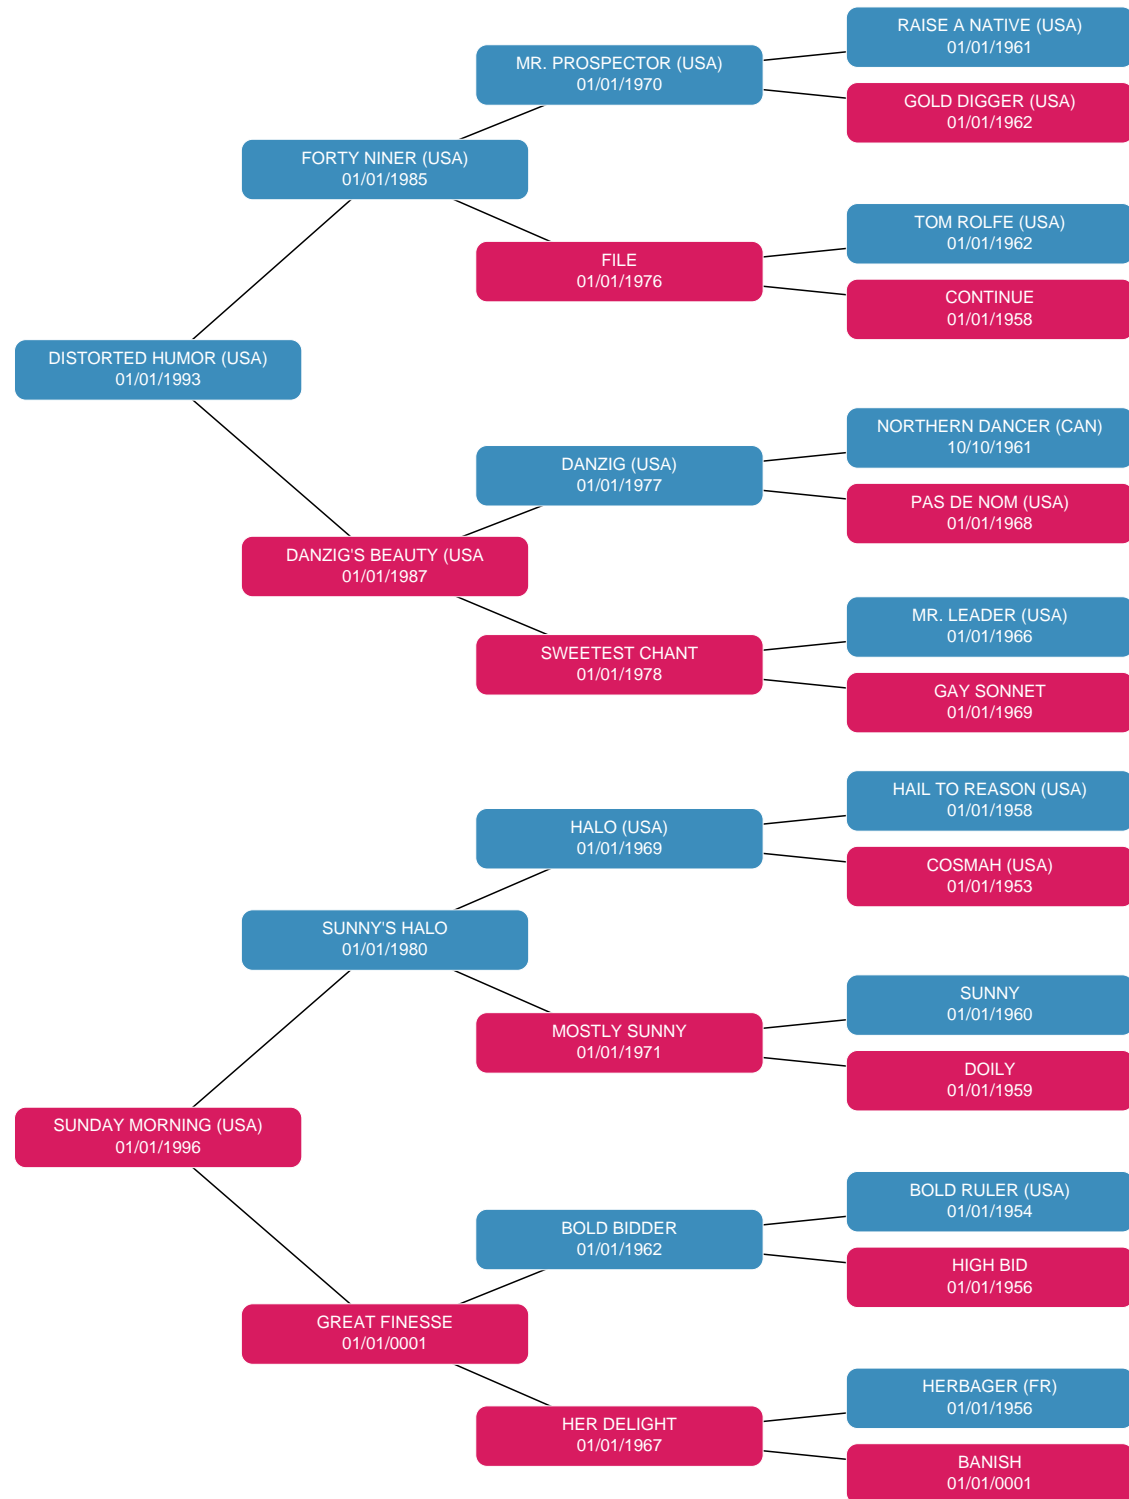 RAISE A NATIVE (USA)
01/01/1961
MR. PROSPECTOR (USA)
01/01/1970
GOLD DIGGER (USA)
01/01/1962
FORTY NINER (USA)
01/01/1985
TOM ROLFE (USA)
01/01/1962
FILE
01/01/1976
CONTINUE
01/01/1958
DISTORTED HUMOR (USA)
01/01/1993
NORTHERN DANCER (CAN)
10/10/1961
DANZIG (USA)
01/01/1977
PAS DE NOM (USA)
01/01/1968
DANZIG'S BEAUTY (USA
01/01/1987
MR. LEADER (USA)
01/01/1966
SWEETEST CHANT
01/01/1978
GAY SONNET
01/01/1969
HAIL TO REASON (USA)
01/01/1958
HALO (USA)
01/01/1969
COSMAH (USA)
01/01/1953
SUNNY'S HALO
01/01/1980
SUNNY
01/01/1960
MOSTLY SUNNY
01/01/1971
DOILY
01/01/1959
SUNDAY MORNING (USA)
01/01/1996
BOLD RULER (USA)
01/01/1954
BOLD BIDDER
01/01/1962
HIGH BID
01/01/1956
GREAT FINESSE
01/01/0001
HERBAGER (FR)
01/01/1956
HER DELIGHT
01/01/1967
BANISH
01/01/0001